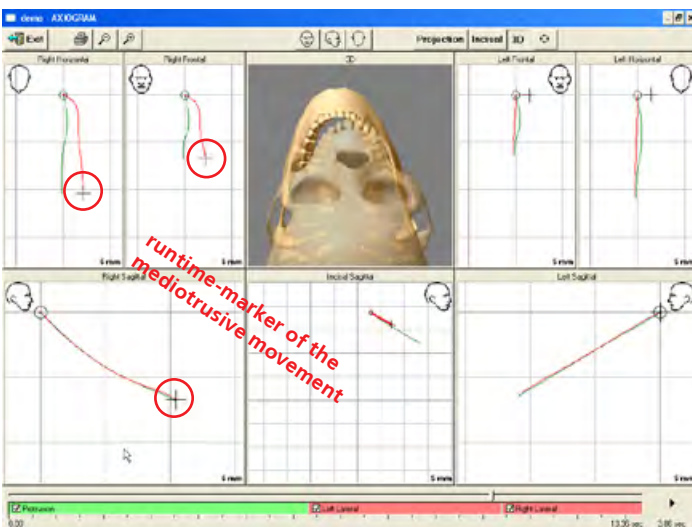 demo - AXIOGRAM
Exit
Projection Incisal 3D
Right Horizontal
Right Frontal
3D
Left Frontal
Left Horizontal
5 mm
5 mm
5 mm
5 mm
runtime-marker of the
mediotrusive movement
Right Sagittal
Incisal Sagittal
Left Sagittal
5 mm
5 mm
5 mm
Protrusion
Left Lateral
Right Lateral
0.00
13.35 sec
3.86 sec